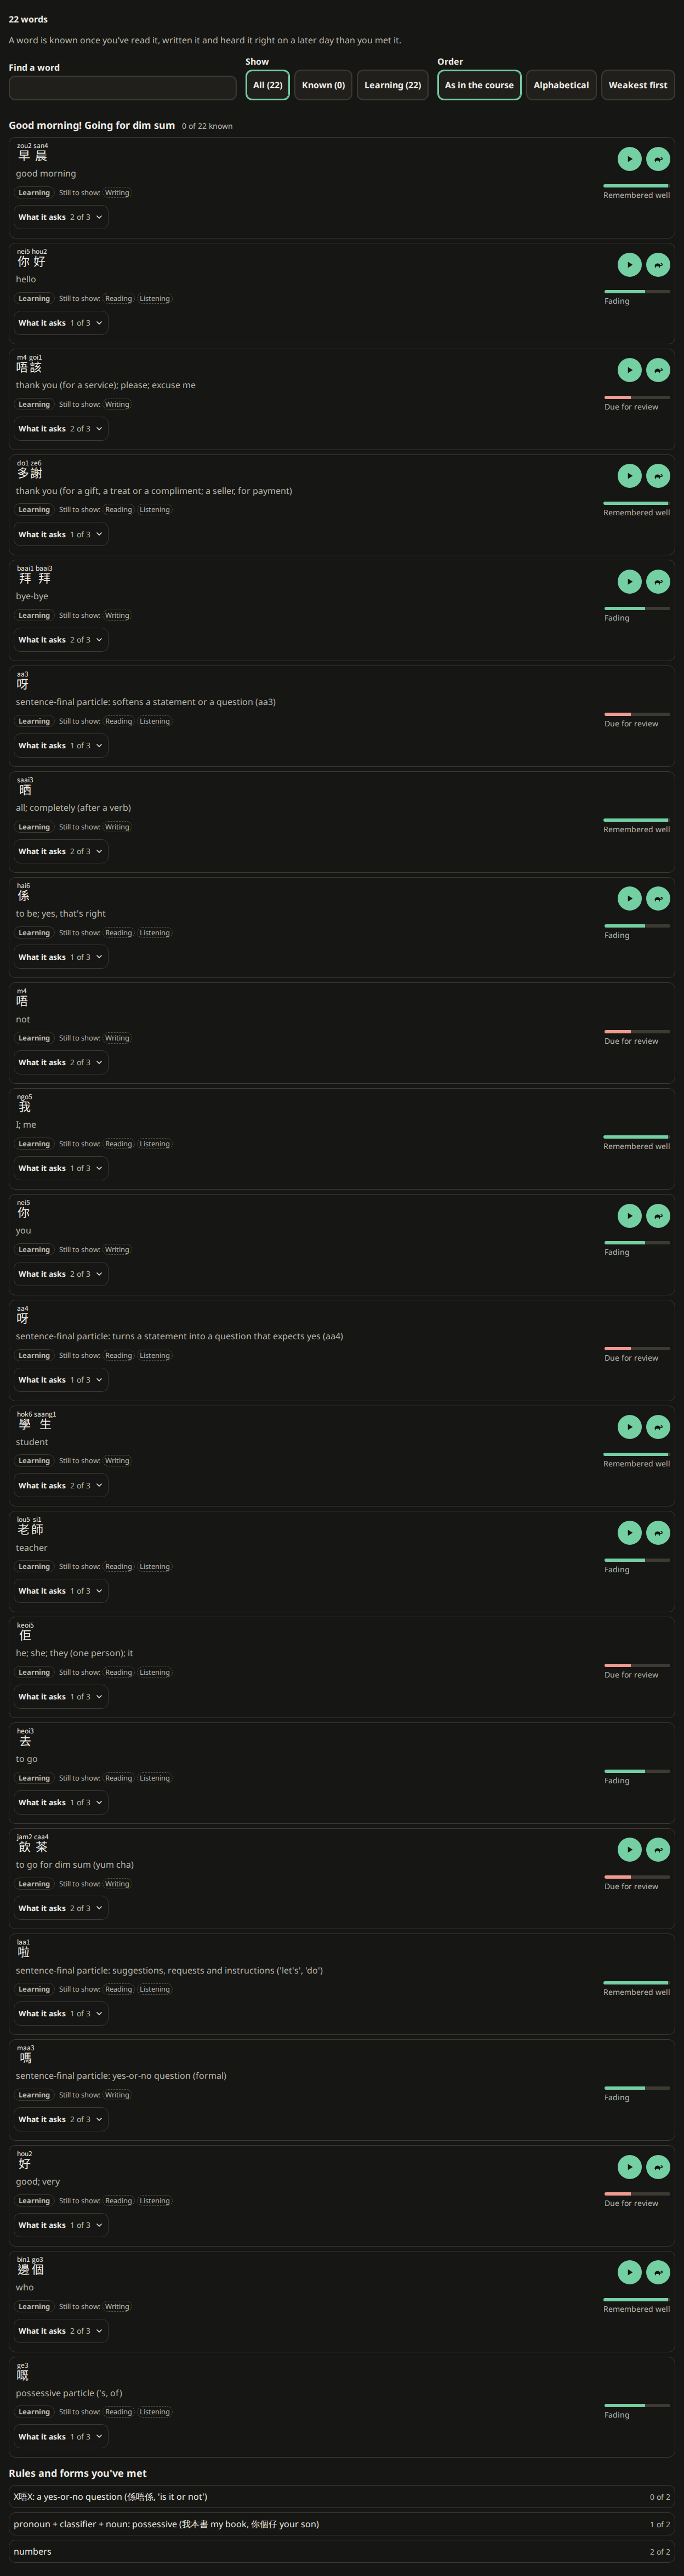 22 words
A word is known once you've read it, written it and heard it right on a later day than you met it.
Find a word
Show
All (22)
Known (0)
Learning (22)
Order
As in the course
Alphabetical
Weakest first
Good morning! Going for dim sum 0 of 22 known
zou2 san4
早晨
good morning
Learning Still to show: Writing
Remembered well
What it asks 2 of 3
nei5 hou2
你好
hello
Learning Still to show: Reading Listening
Fading
What it asks 1 of 3
m4 goi1
唔該
thank you (for a service); please; excuse me
Learning Still to show: Writing
Due for review
What it asks 2 of 3
do1 ze6
多謝
thank you (for a gift, a treat or a compliment; a seller, for payment)
Learning Still to show: Reading Listening
Remembered well
What it asks 1 of 3
baai1 baai3
拜拜
bye-bye
Learning Still to show: Writing
Fading
What it asks 2 of 3
aa3
呀
sentence-final particle: softens a statement or a question (aa3)
Learning Still to show: Reading Listening
Due for review
What it asks 1 of 3
saai3
晒
all; completely (after a verb)
Learning Still to show: Writing
Remembered well
What it asks 2 of 3
hai6
係
to be; yes, that's right
Learning Still to show: Reading Listening
Fading
What it asks 1 of 3
m4
唔
not
Learning Still to show: Writing
Due for review
What it asks 2 of 3
ngo5
我
I; me
Learning Still to show: Reading Listening
Remembered well
What it asks 1 of 3
nei5
你
you
Learning Still to show: Writing
Fading
What it asks 2 of 3
aa4
呀
sentence-final particle: turns a statement into a question that expects yes (aa4)
Learning Still to show: Reading Listening
Due for review
What it asks 1 of 3
hok6 saang1
學生
student
Learning Still to show: Writing
Remembered well
What it asks 2 of 3
lou5 si1
老師
teacher
Learning Still to show: Reading Listening
Fading
What it asks 1 of 3
keoi5
佢
he; she; they (one person); it
Learning Still to show: Reading Listening
Due for review
What it asks 1 of 3
heoi3
去
to go
Learning Still to show: Reading Listening
Fading
What it asks 1 of 3
jam2 caa4
飲茶
to go for dim sum (yum cha)
Learning Still to show: Writing
Due for review
What it asks 2 of 3
laa1
啦
sentence-final particle: suggestions, requests and instructions ('let's', 'do')
Learning Still to show: Reading Listening
Remembered well
What it asks 1 of 3
maa3
嗎
sentence-final particle: yes-or-no question (formal)
Learning Still to show: Writing
Fading
What it asks 2 of 3
hou2
好
good; very
Learning Still to show: Reading Listening
Due for review
What it asks 1 of 3
bin1 go3
邊個
who
Learning Still to show: Writing
Remembered well
What it asks 2 of 3
ge3
嘅
possessive particle ('s, of)
Learning Still to show: Reading Listening
Fading
What it asks 1 of 3
Rules and forms you've met
X唔X: a yes-or-no question (係唔係, 'is it or not') 0 of 2
pronoun + classifier + noun: possessive (我本書 my book, 你個仔 your son) 1 of 2
numbers 2 of 2